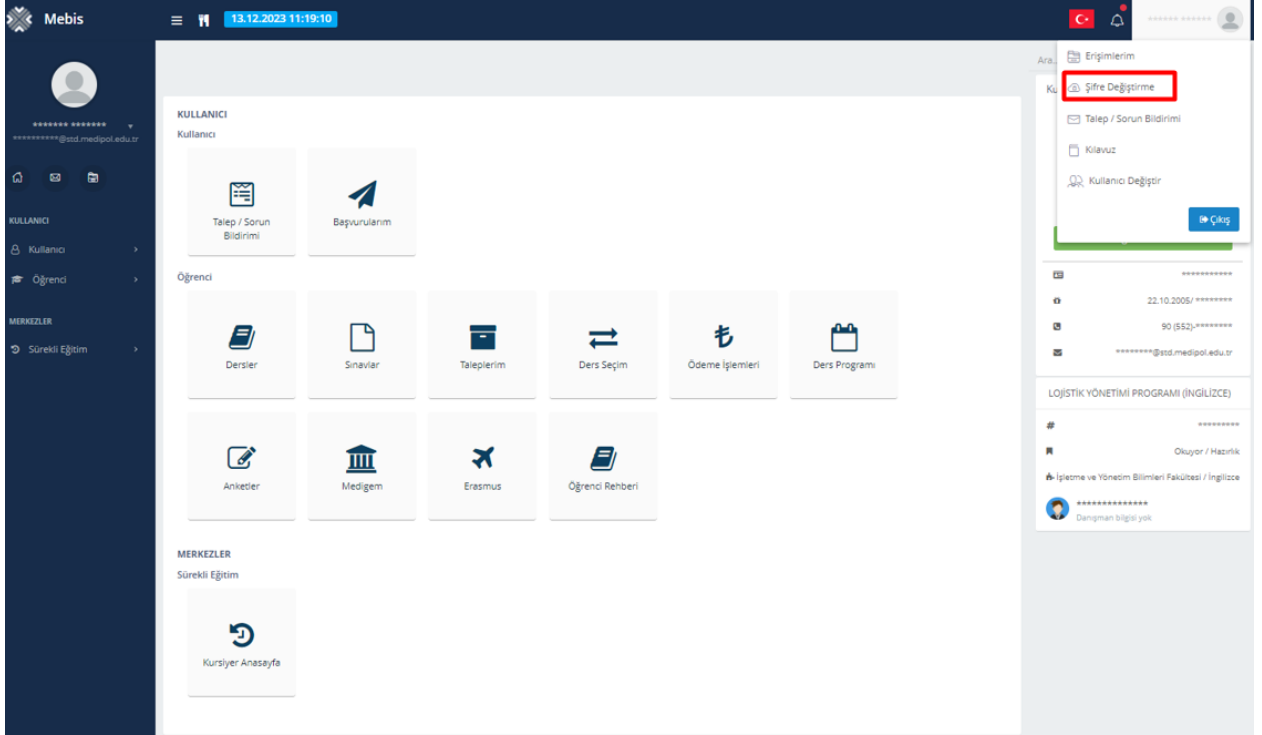 Mebis
13.12.2023 11:19:10
****** ******
******* *******
**********@std.medipol.edu.tr
KULLANICI
Kullanıcı
Öğrenci
MERKEZLER
Sürekli Eğitim
KULLANICI
Kullanıcı
Talep / Sorun
Bildirimi
Başvurularım
Öğrenci
Dersler
Sınavlar
Taleplerim
Ders Seçim
Ödeme İşlemleri
Ders Programı
Anketler
Medigem
Erasmus
Öğrenci Rehberi
MERKEZLER
Sürekli Eğitim
Kursiyer Anasayfa
Ara..
Erişimlerim
Şifre Değiştirme
Talep / Sorun Bildirimi
Kılavuz
Kullanıcı Değiştir
Çıkış
***********
22.10.2005/ ********
90 (552)-********
********@std.medipol.edu.tr
LOJİSTİK YÖNETİMİ PROGRAMI (İNGİLİZCE)
# *********
Okuyor / Hazırlık
İşletme ve Yönetim Bilimleri Fakültesi / İngilizce
**************
Danışman bilgisi yok